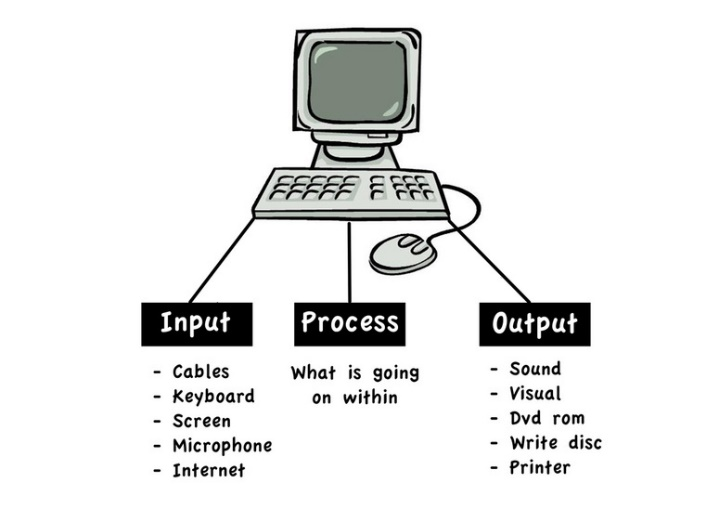 Input
- Cables
- Keyboard
- Screen
- Microphone
- Internet
Process
What is going
on within
Output
- Sound
- Visual
- Dvd rom
- Write disc
- Printer